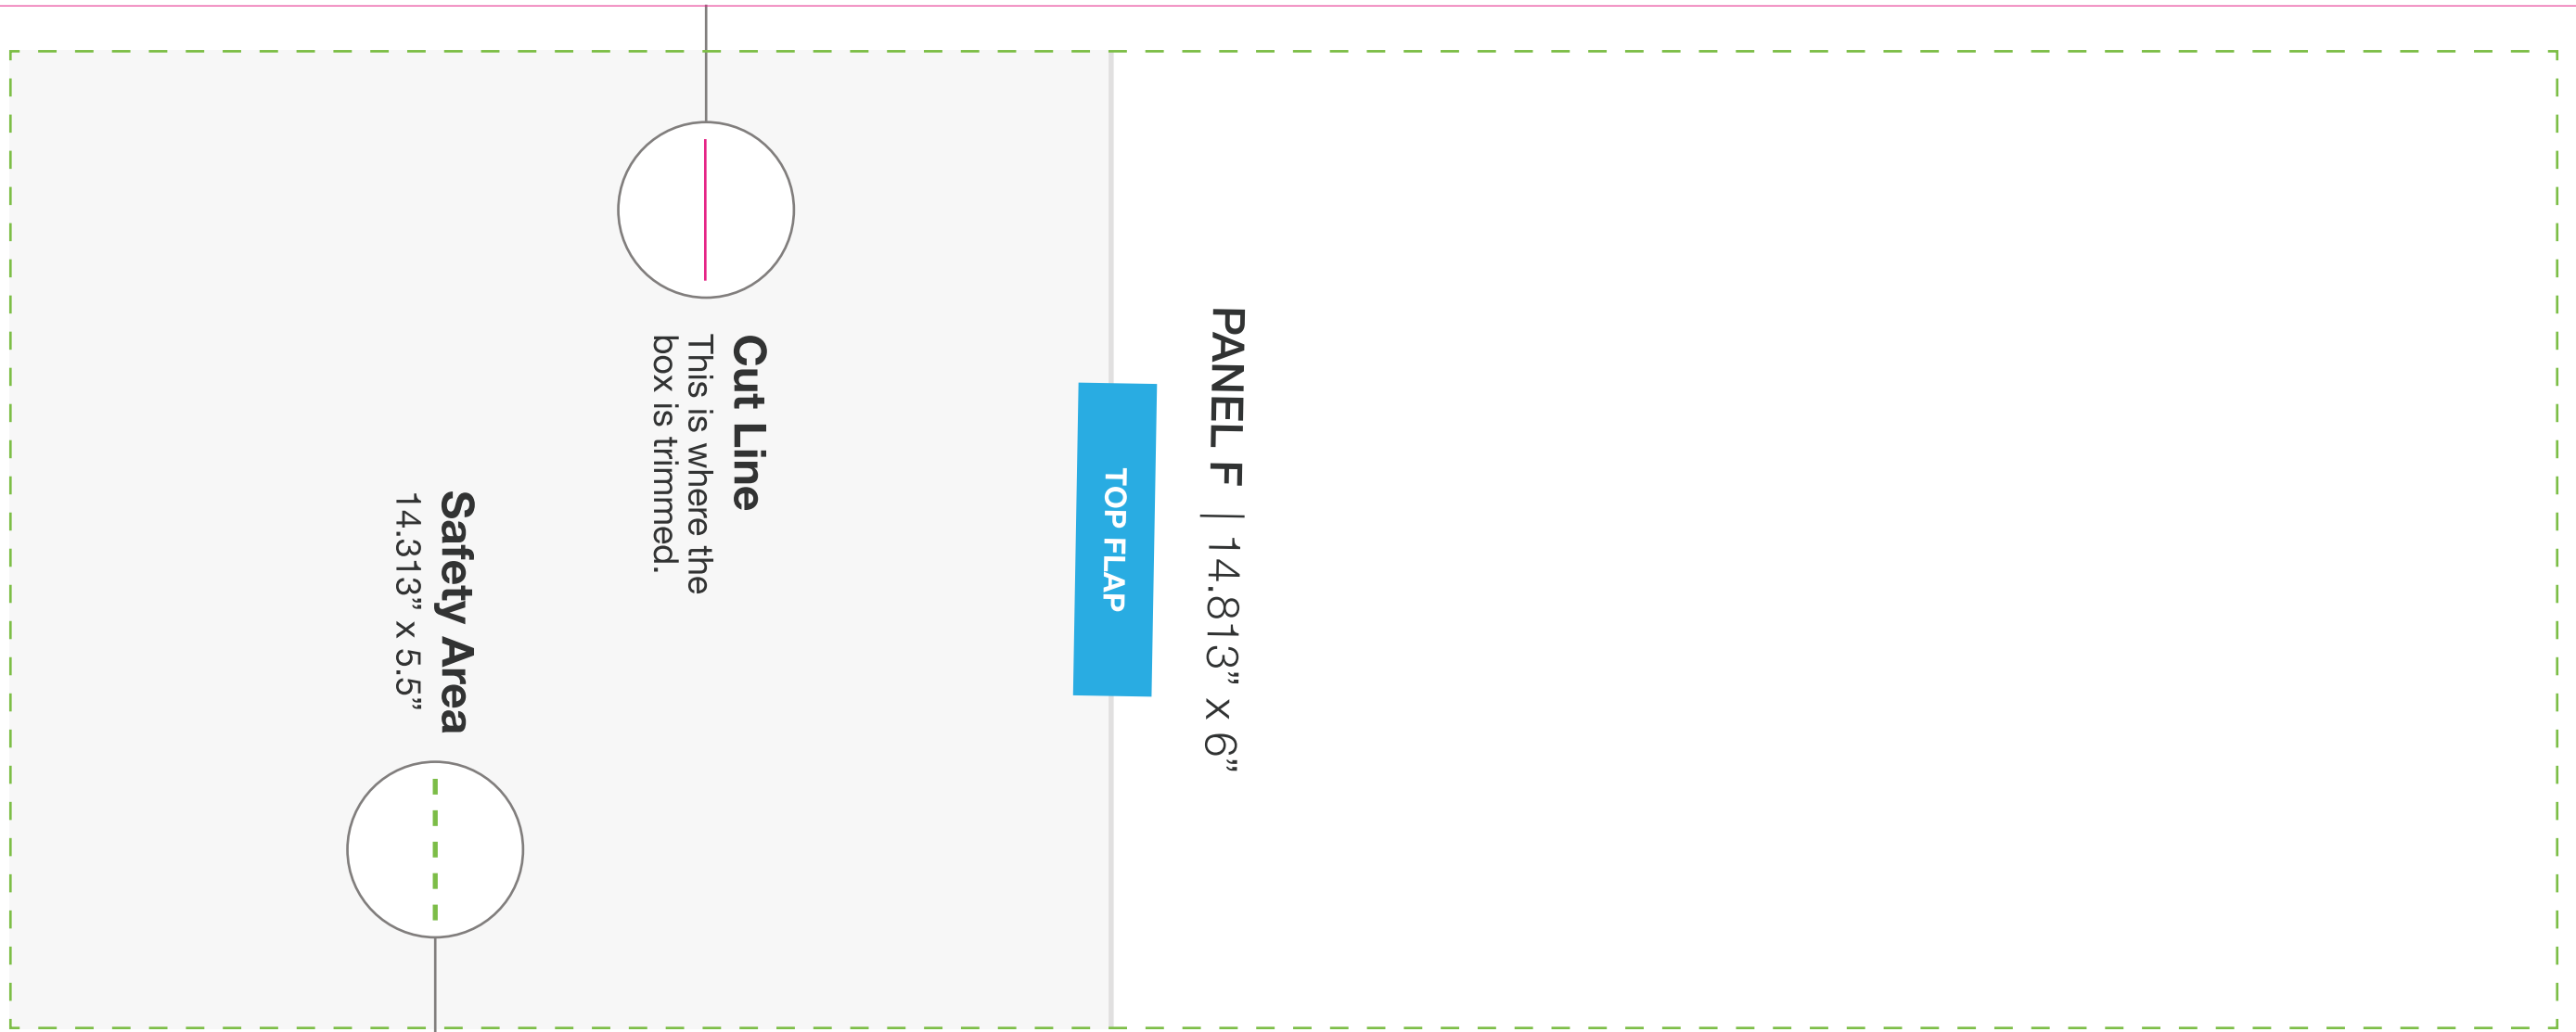 Cut Line
This is where the
box is trimmed.
Safety Area
14.313” x 5.5”
TOP FLAP
PANEL F | 14.813” x 6”